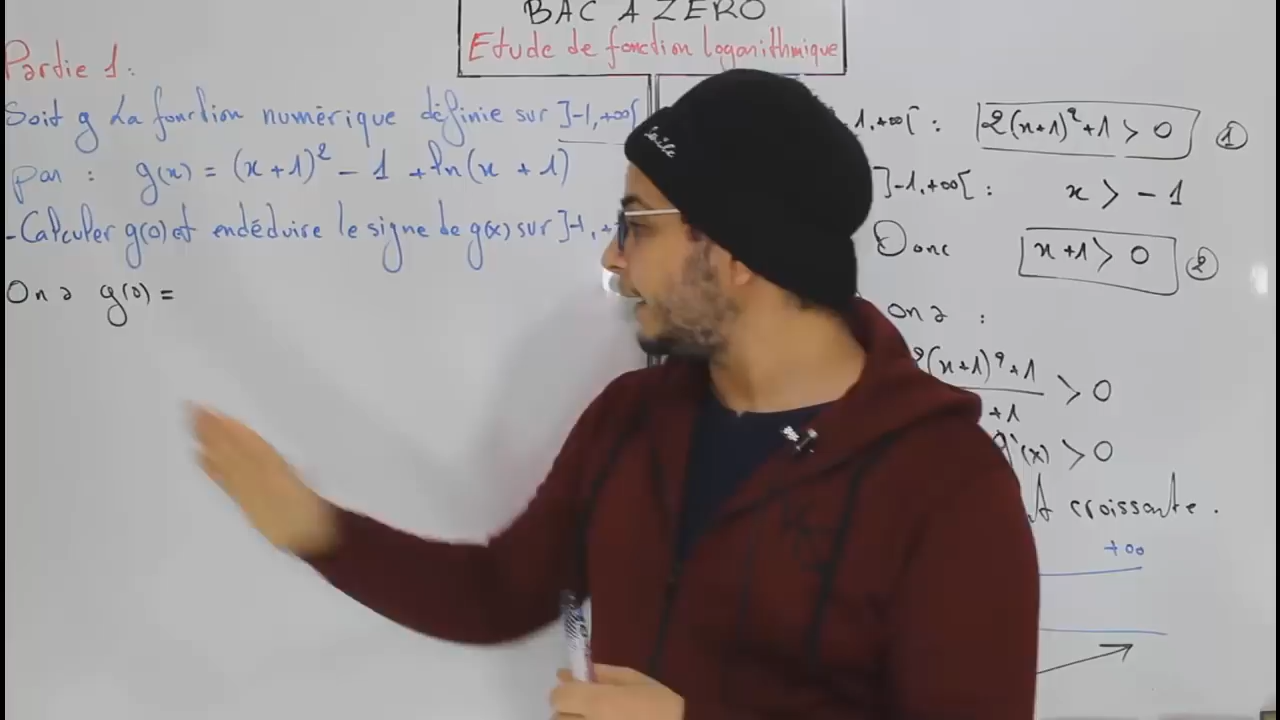 BAC A ZERO
Etude de fonction logarithmique
Partie 1:
Soit g La fonction numérique définie sur ]-1,+∞[
par : g(x) = (x+1)² - 1 + ln(x+1)
-Calculer g(0) et endéduire le signe de g(x) sur ]-1,+
On a g(0) =
1,+∞[ : 2(x+1)²+1 > 0 ①
]-1,+∞[ : x > -1
Donc x+1 > 0 ②
on a :
2(x+1)²+1
+1 > 0
g'(x) > 0
croissante.
+∞